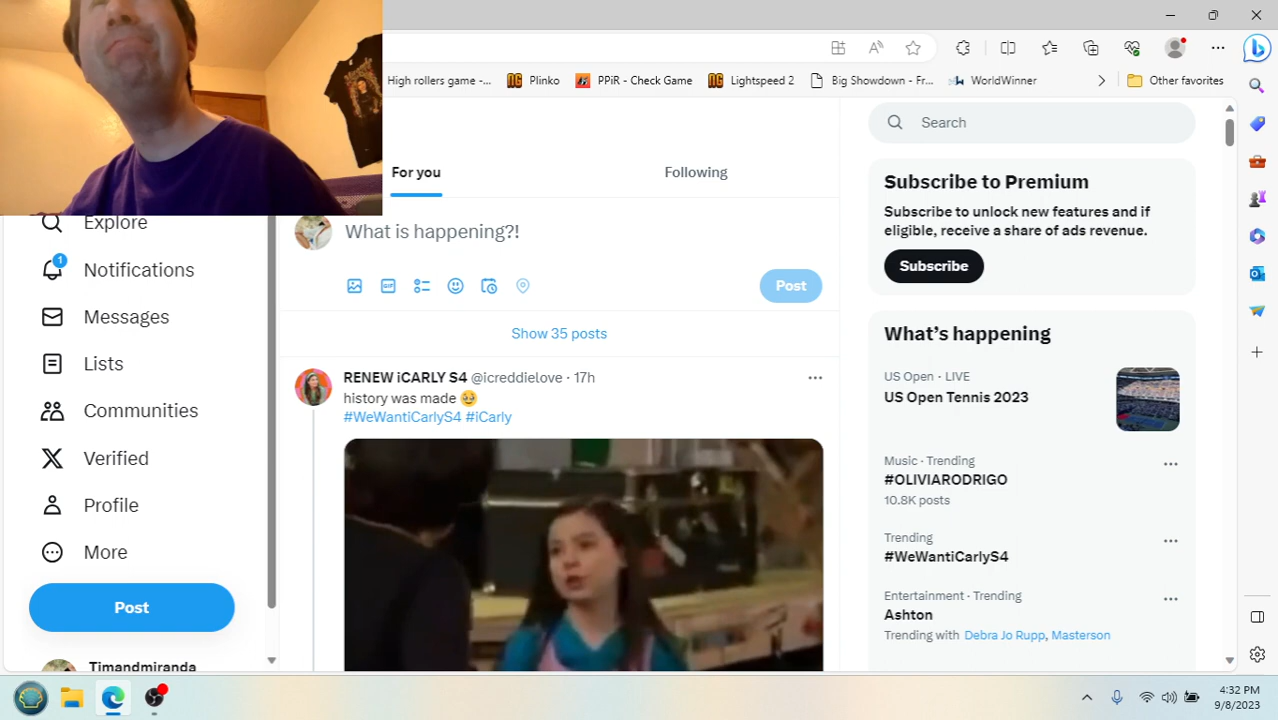 High rollers game -...
Plinko
PPiR - Check Game
Lightspeed 2
Big Showdown - Fr...
WorldWinner
Other favorites
For you
Following
Search
Explore
Notifications
1
Messages
Lists
Communities
Verified
Profile
More
Post
Timandmiranda
What is happening?!
GIF
Post
Show 35 posts
RENEW iCARLY S4 @icreddielove · 17h
history was made 🥹
#WeWantiCarlyS4 #iCarly
Subscribe to Premium
Subscribe to unlock new features and if
eligible, receive a share of ads revenue.
Subscribe
What's happening
US Open · LIVE
US Open Tennis 2023
Music · Trending
#OLIVIARODRIGO
10.8K posts
Trending
#WeWantiCarlyS4
Entertainment · Trending
Ashton
Trending with Debra Jo Rupp, Masterson
4:32 PM
9/8/2023